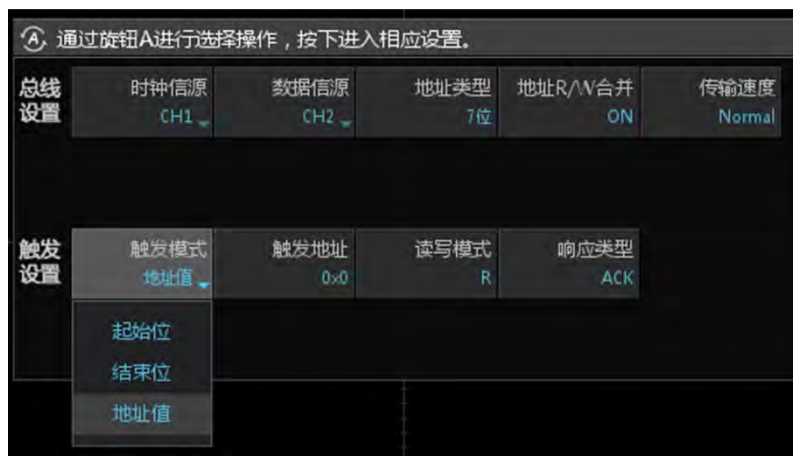 A 通过旋钮A进行选择操作，按下进入相应设置。
总线设置
时钟信源 数据信源 地址类型 地址R/W合并 传输速度
CH1 CH2 7位 ON Normal
触发设置
触发模式 触发地址 读写模式 响应类型
地址值 0x0 R ACK
起始位
结束位
地址值